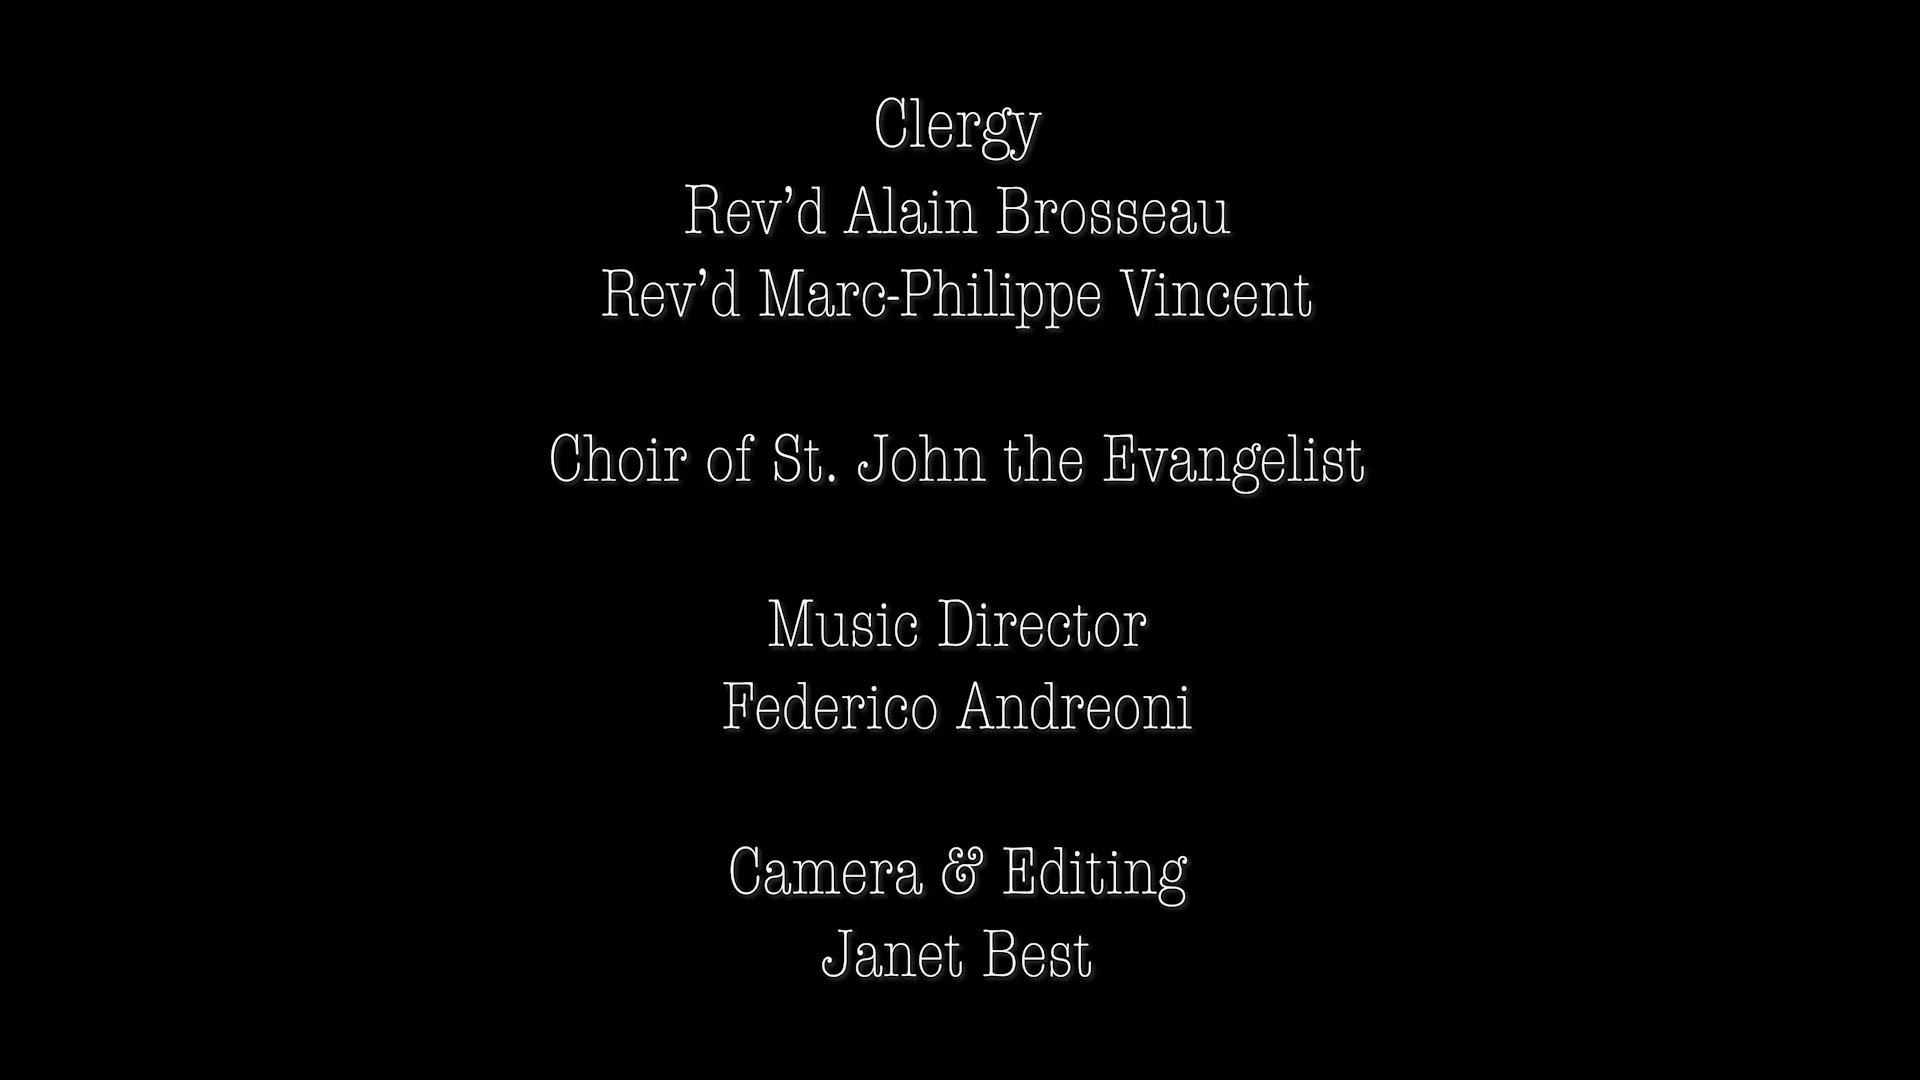 Clergy
Rev’d Alain Brosseau
Rev’d Marc-Philippe Vincent
Choir of St. John the Evangelist
Music Director
Federico Andreoni
Camera & Editing
Janet Best